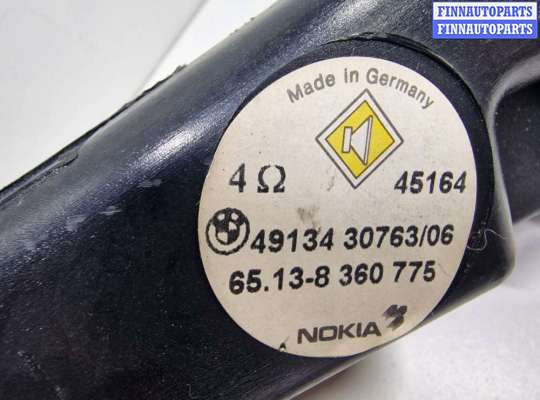 FINNAUTOPARTS
FINNAUTOPARTS
Made in Germany
4 Ω 45164
49134 30763/06
65.13-8 360 775
NOKIA